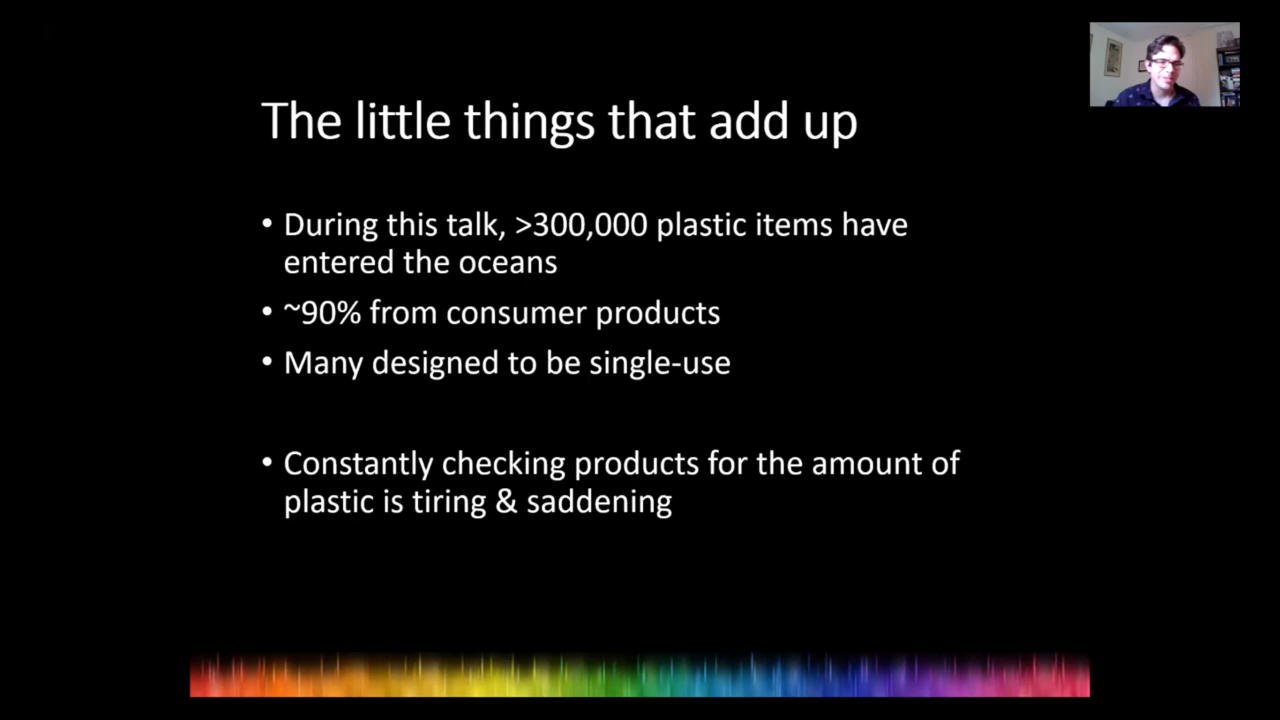 The little things that add up
• During this talk, >300,000 plastic items have
entered the oceans
• ~90% from consumer products
• Many designed to be single-use
• Constantly checking products for the amount of
plastic is tiring & saddening